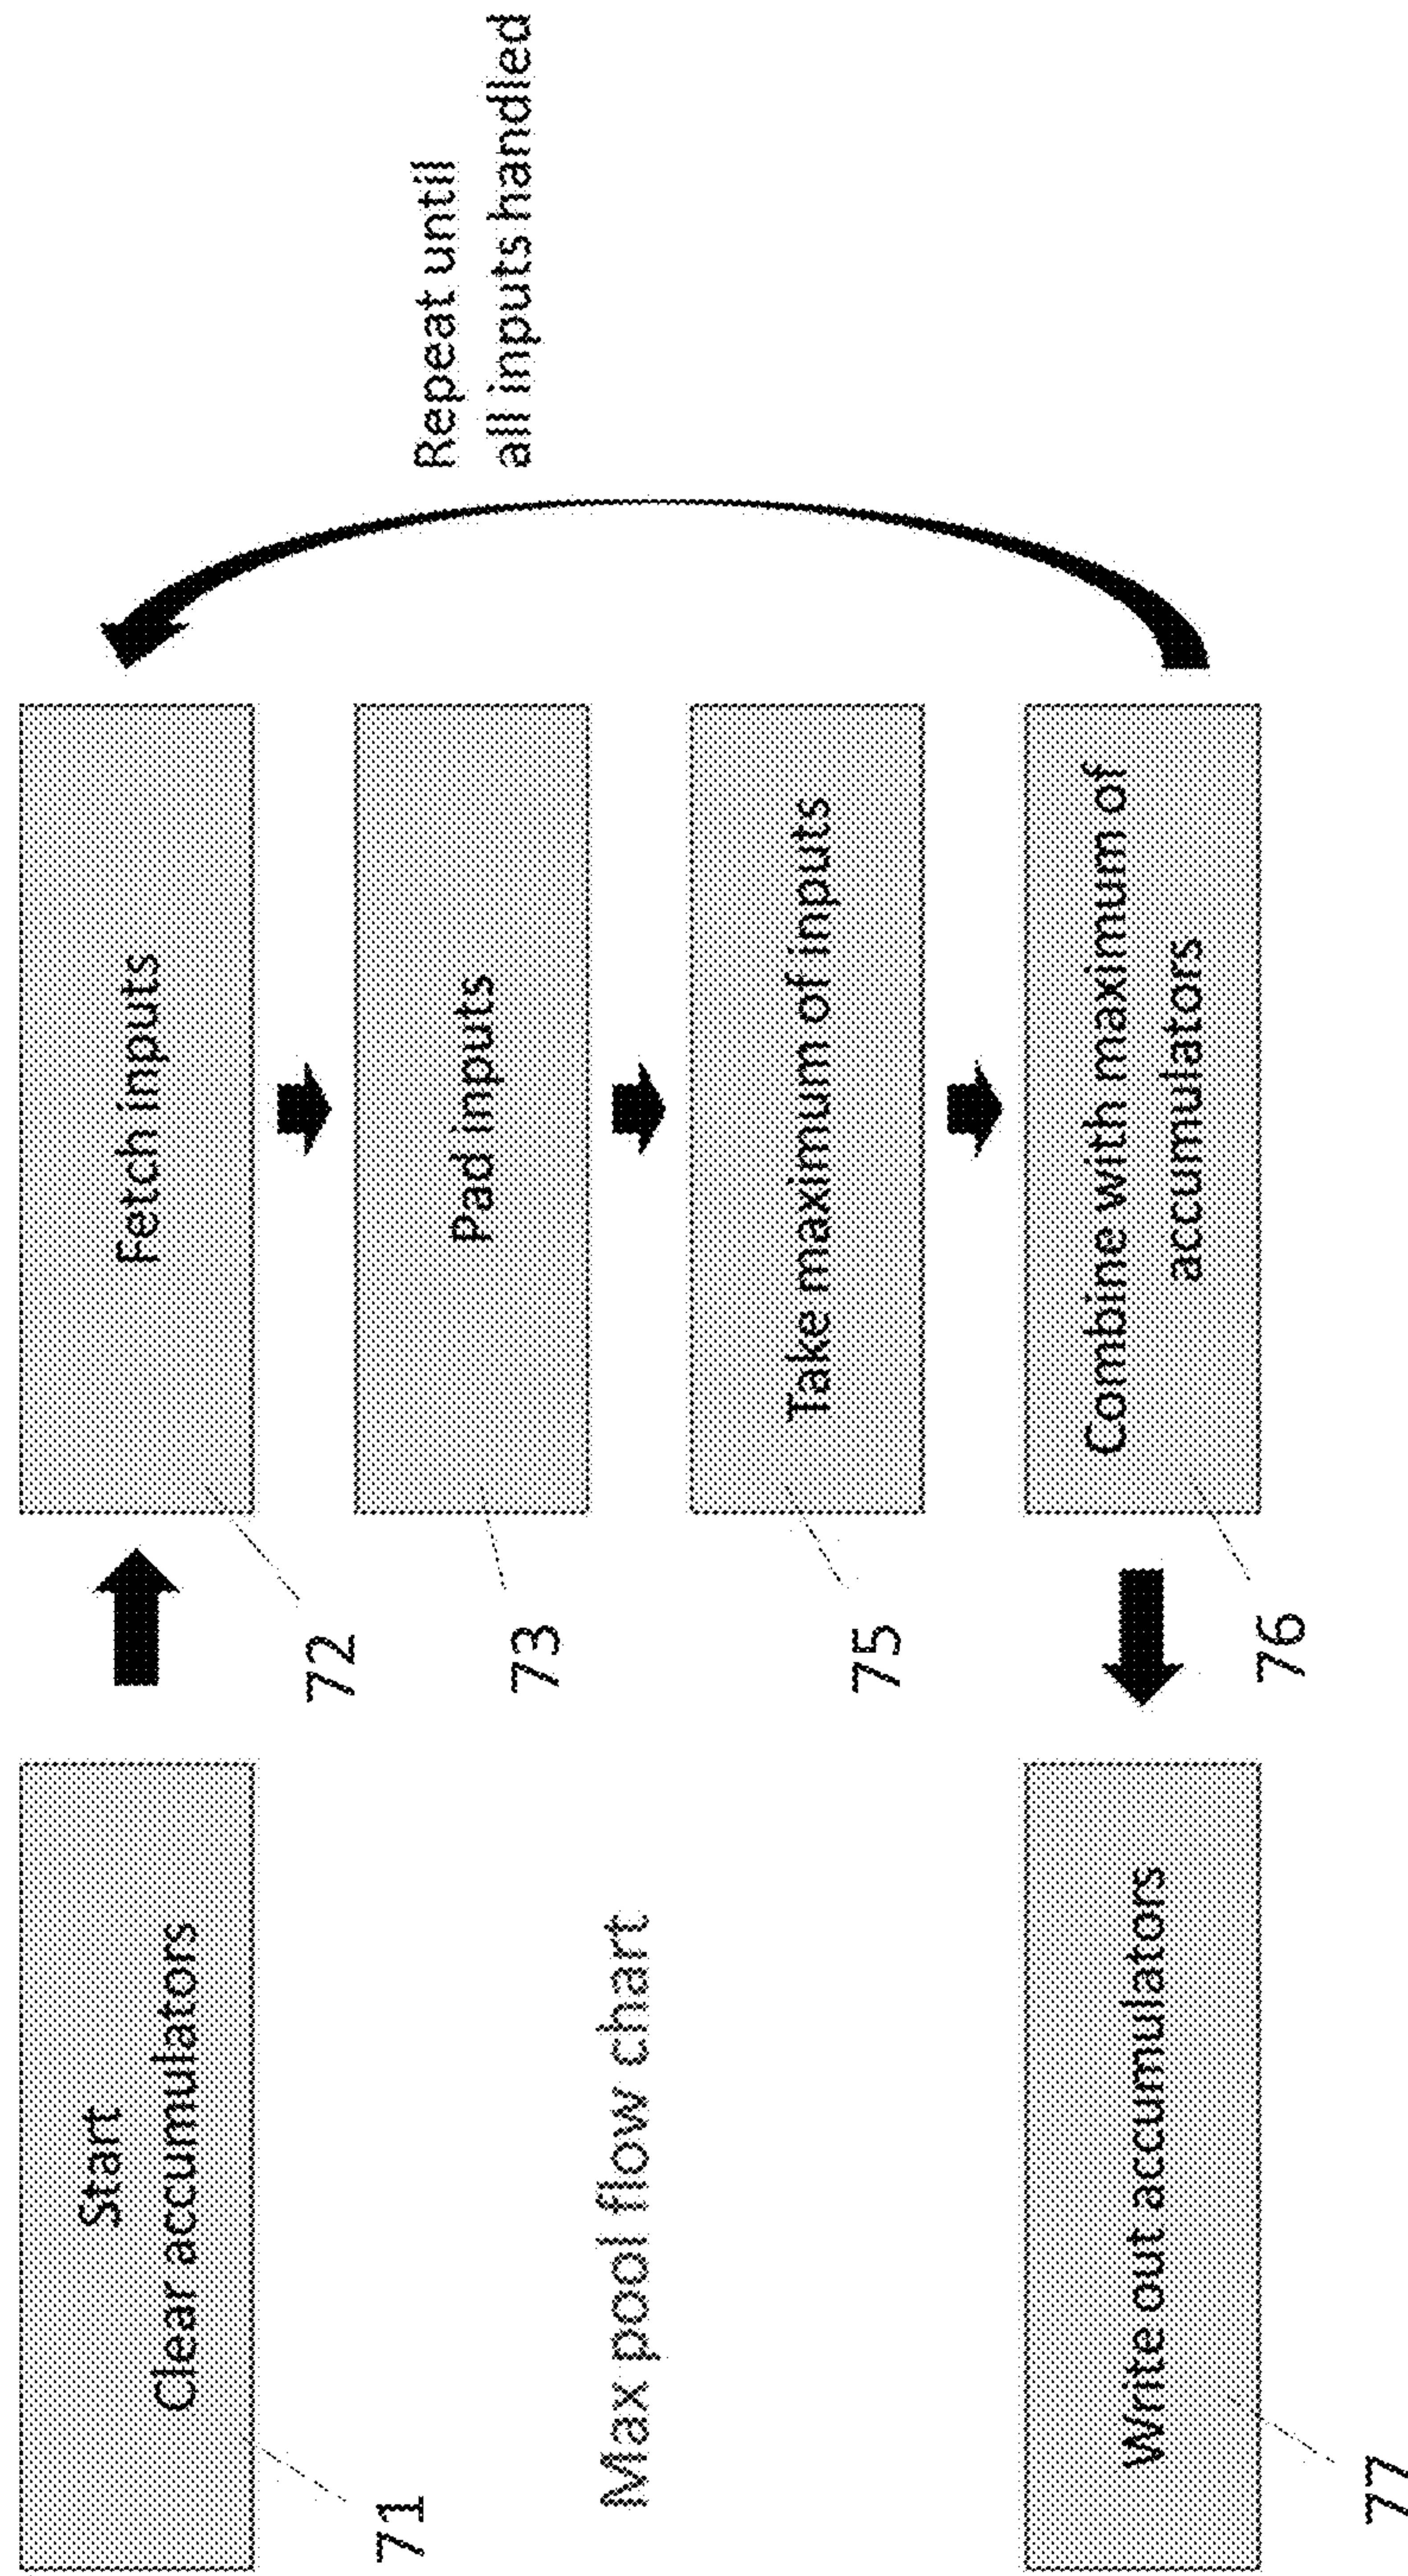 Start
Clear accumulators
71
Fetch inputs
72
Pad inputs
73
Take maximum of inputs
75
Combine with maximum of
accumulators
76
Repeat until
all inputs handled
Max pool flow chart
Write out accumulators
77